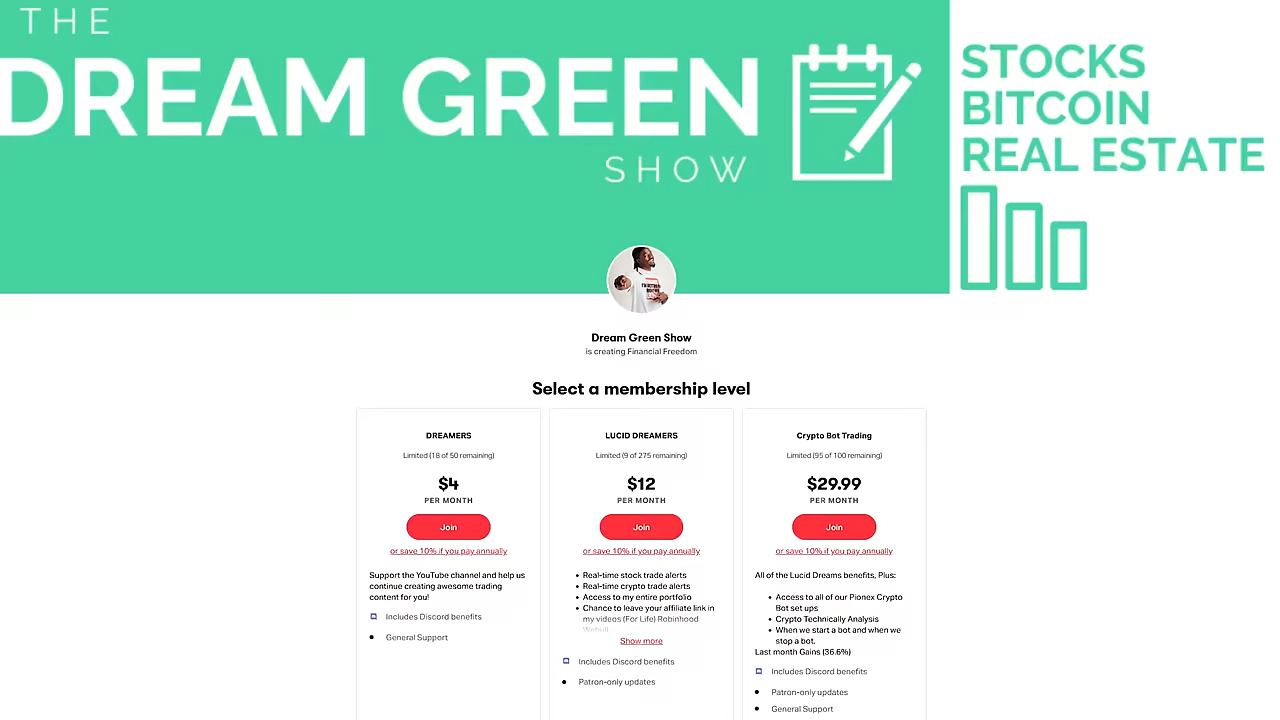 THE
DREAM GREEN
SHOW
STOCKS
BITCOIN
REAL ESTATE
Dream Green Show
is creating Financial Freedom
Select a membership level
DREAMERS
Limited (18 of 50 remaining)
$4
PER MONTH
Join
or save 10% if you pay annually
Support the YouTube channel and help us
continue creating awesome trading
content for you!
Includes Discord benefits
General Support
LUCID DREAMERS
Limited (9 of 275 remaining)
$12
PER MONTH
Join
or save 10% if you pay annually
Real-time stock trade alerts
Real-time crypto trade alerts
Access to my entire portfolio
Chance to leave your affiliate link in
my videos (For Life) Robinhood
Show more
Includes Discord benefits
Patron-only updates
Crypto Bot Trading
Limited (95 of 100 remaining)
$29.99
PER MONTH
Join
or save 10% if you pay annually
All of the Lucid Dreams benefits, Plus:
Access to all of our Pionex Crypto
Bot set ups
Crypto Technically Analysis
When we start a bot and when we
stop a bot.
Last month Gains (36.6%)
Includes Discord benefits
Patron-only updates
General Support